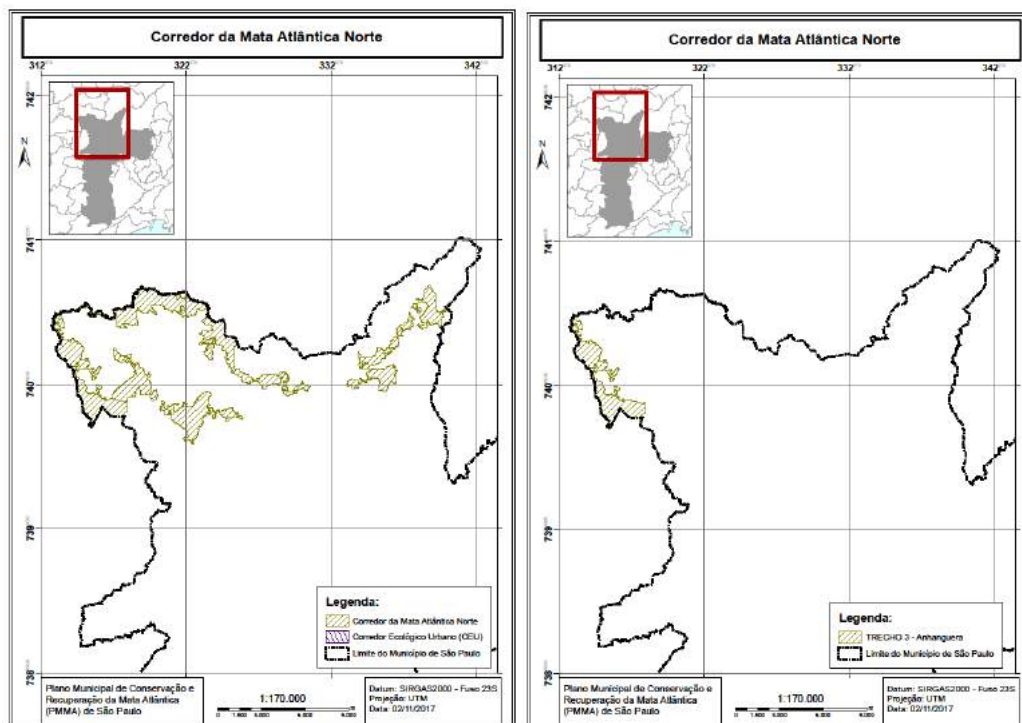 Corredor da Mata Atlântica Norte
312
322
332
342
742
741
740
739
738
N
Legenda:
Corredor da Mata Atlântica Norte
Corredor Ecológico Urbano (CEU)
Limite do Município de São Paulo
Plano Municipal de Conservação e
Recuperação da Mata Atlântica
(PMMA) de São Paulo
1:170.000
Datum: SIRGAS2000 - Fuso 23S
Projeção: UTM
Data: 02/11/2017
Corredor da Mata Atlântica Norte
312
322
332
342
742
741
740
739
738
N
Legenda:
TRECHO 3 - Anhanguera
Limite do Município de São Paulo
Plano Municipal de Conservação e
Recuperação da Mata Atlântica
(PMMA) de São Paulo
1:170.000
Datum: SIRGAS2000 - Fuso 23S
Projeção: UTM
Data: 02/11/2017